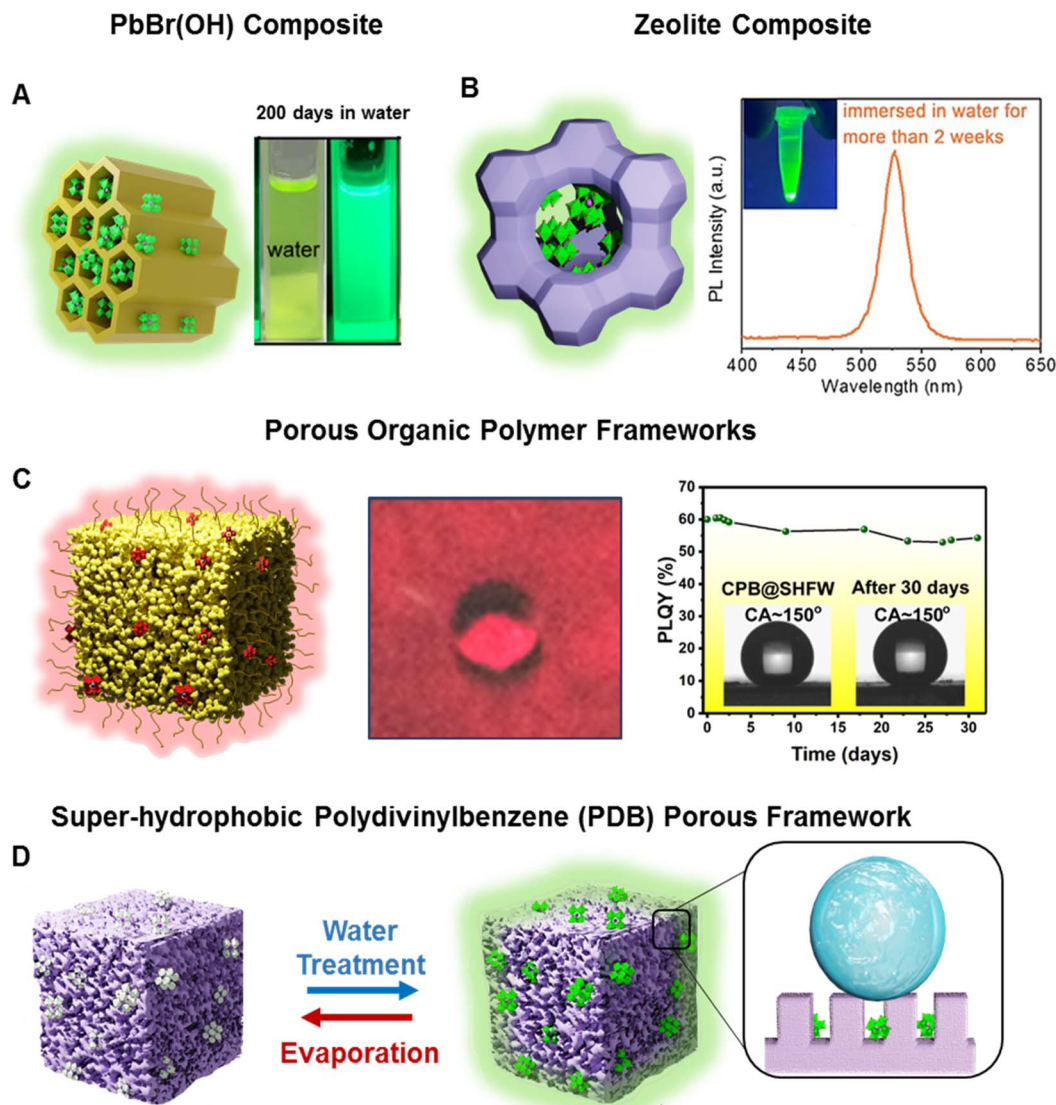 PbBr(OH) Composite
Zeolite Composite
A
200 days in water
water
B
immersed in water for
more than 2 weeks
PL Intensity (a.u.)
400 450 500 550 600 650
Wavelength (nm)
Porous Organic Polymer Frameworks
C
PLQY (%)
70
60
50
40
30
20
10
0
CPB@SHFW
CA~150°
After 30 days
CA~150°
0 5 10 15 20 25 30
Time (days)
Super-hydrophobic Polydivinylbenzene (PDB) Porous Framework
D
Water
Treatment
Evaporation